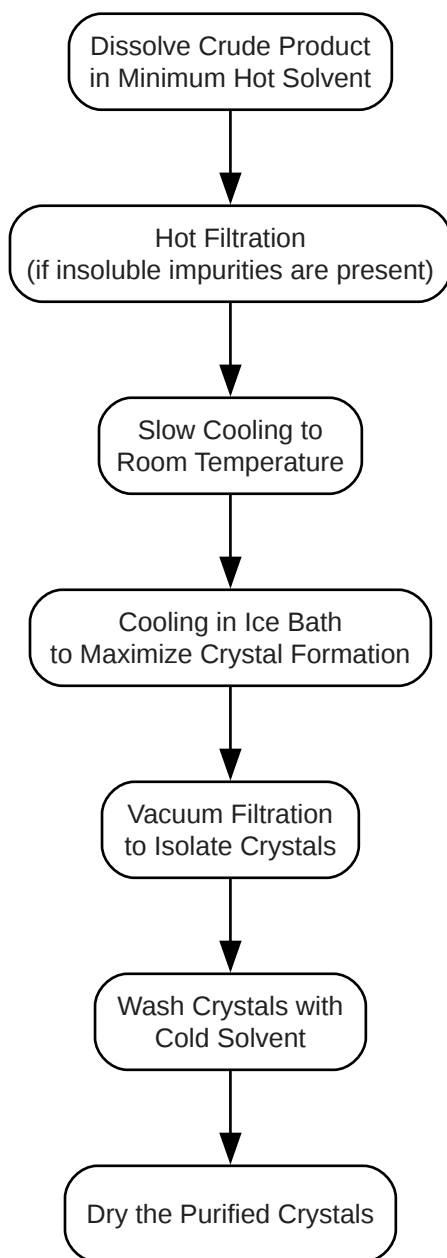 Dissolve Crude Product
in Minimum Hot Solvent
Hot Filtration
(if insoluble impurities are present)
Slow Cooling to
Room Temperature
Cooling in Ice Bath
to Maximize Crystal Formation
Vacuum Filtration
to Isolate Crystals
Wash Crystals with
Cold Solvent
Dry the Purified Crystals